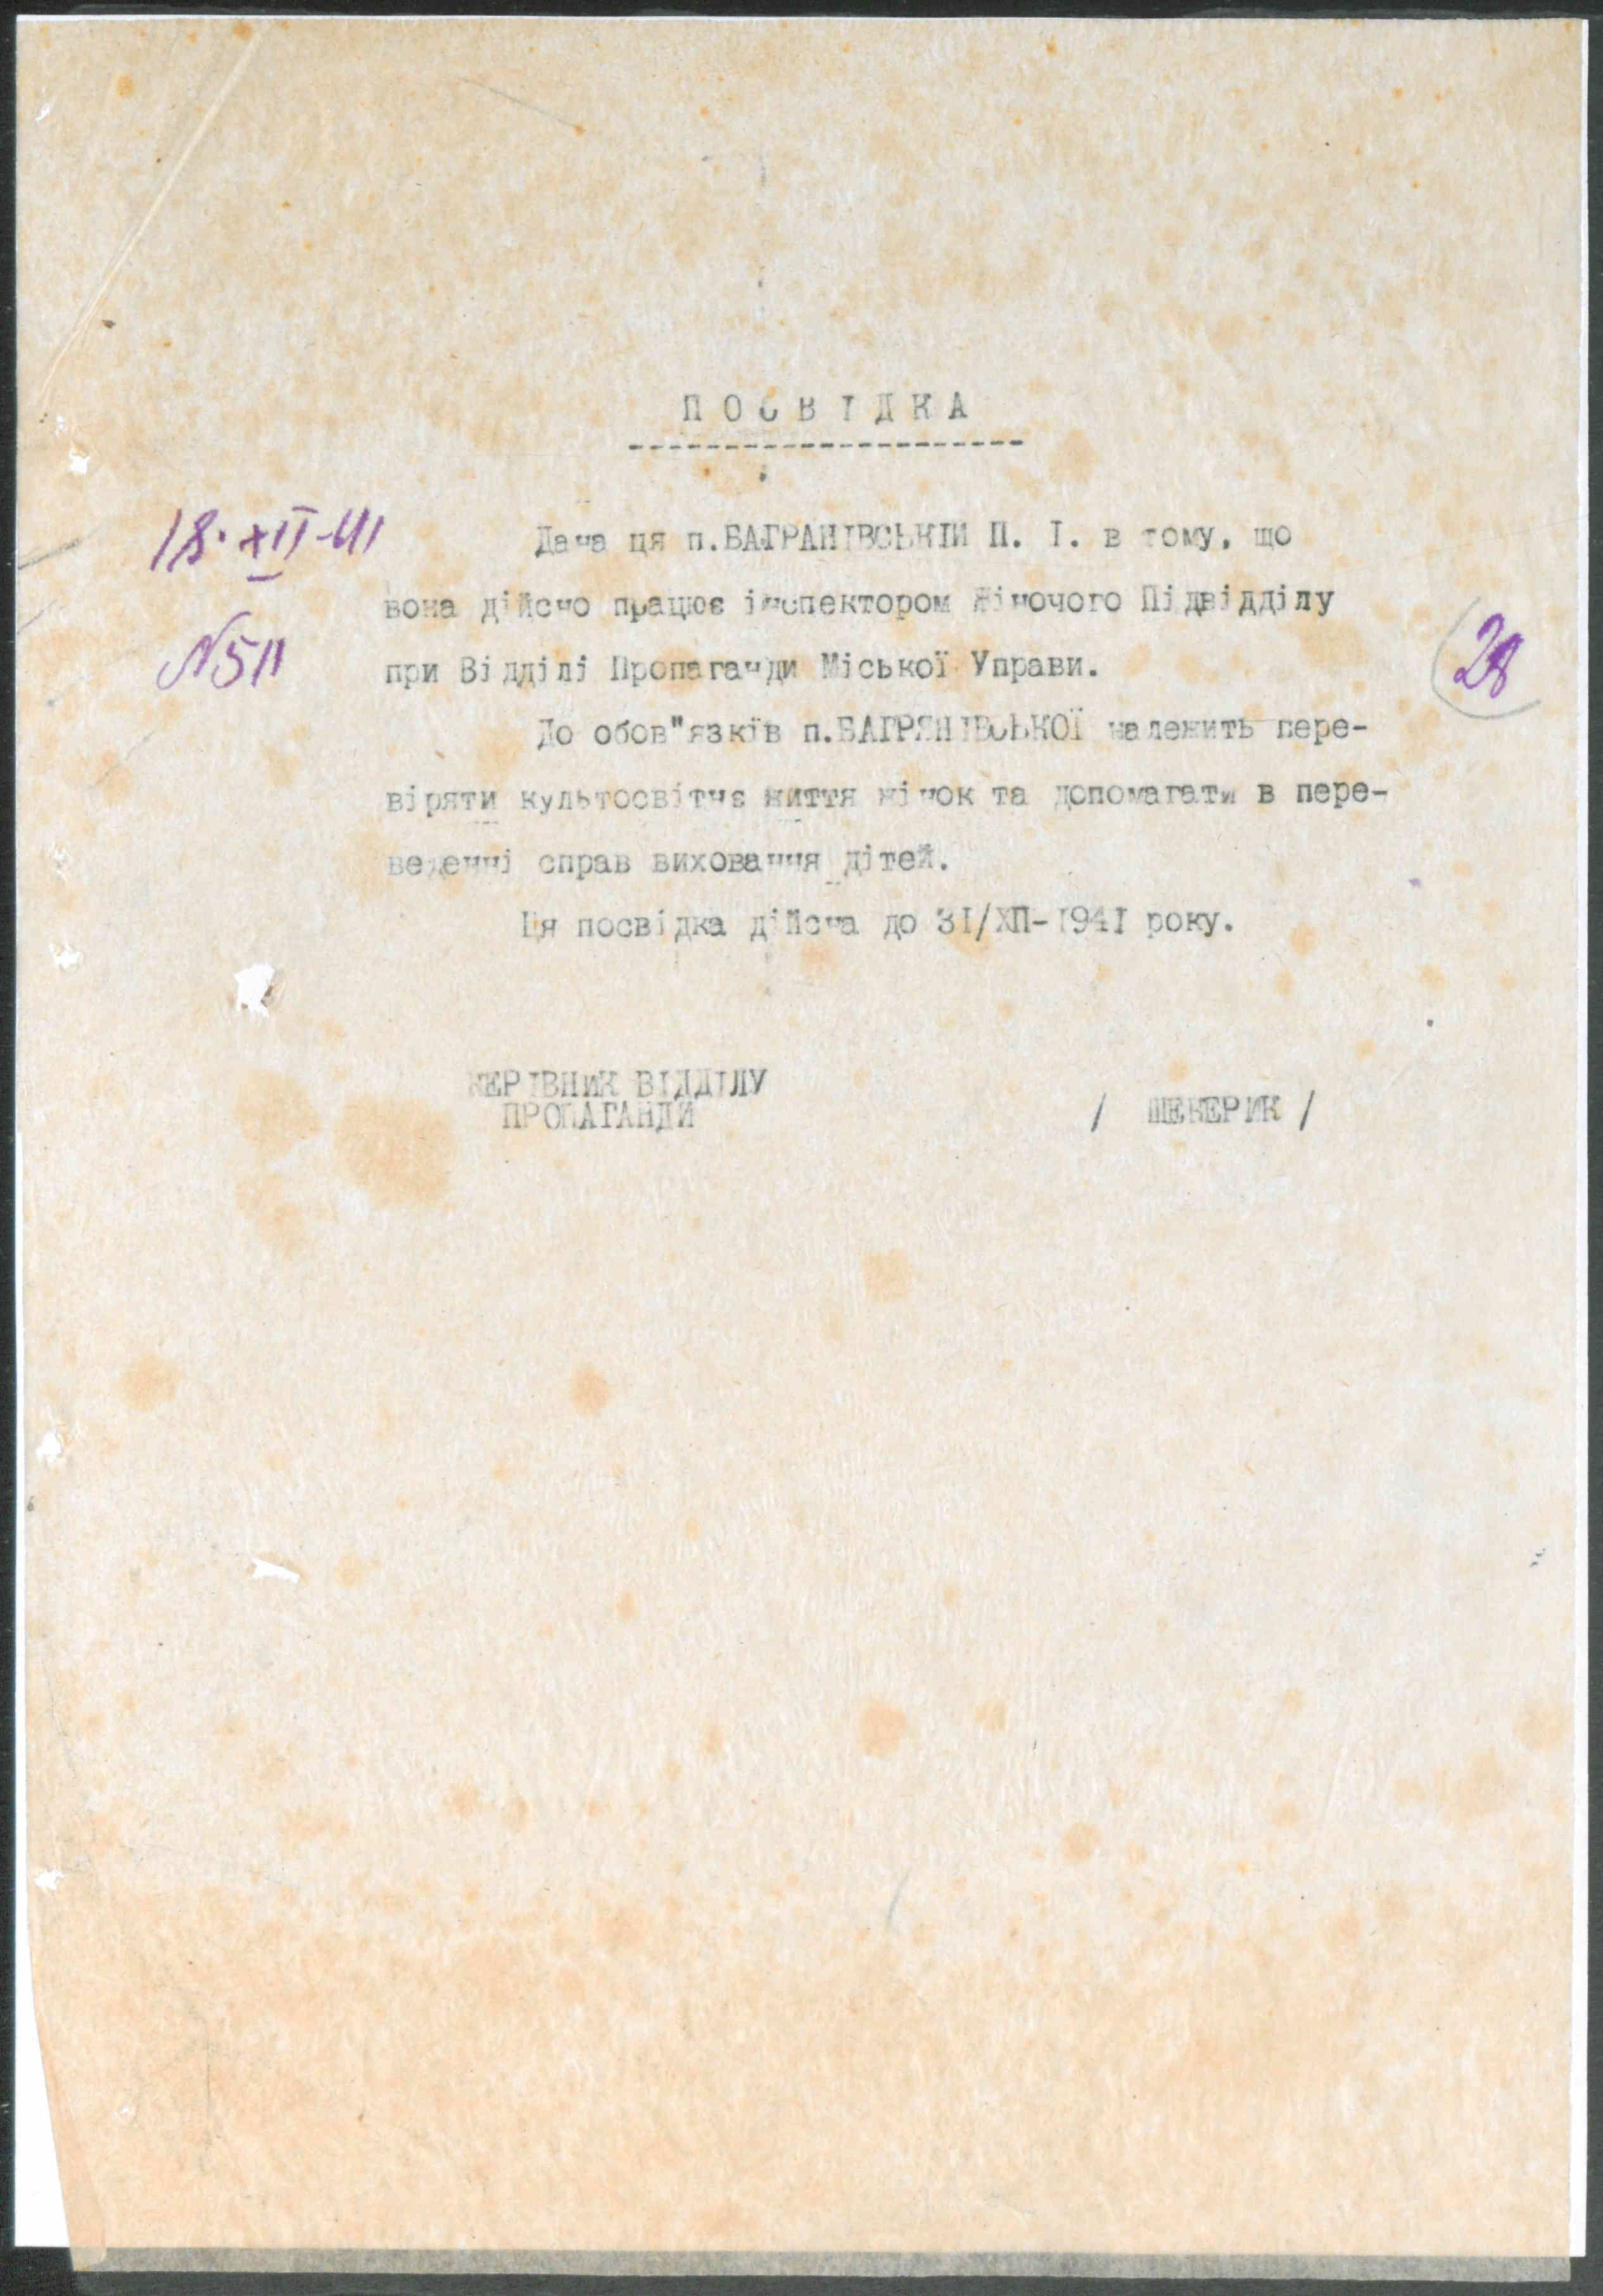 ПОСВІДКА
18.XII-41
Дана ця п.БАГРАНІВСЬКІЙ П. І. в тому, що
вона дійсно працює інспектором Жіночого Підвідділу
№511
при Відділі Пропаганди Міської Управи.
28
До обов"язків п.БАГРЯНІВСЬКОЇ належить пере-
віряти культосвітнє життя жінок та допомагати в пере-
веденні справ виховання дітей.
Ця посвідка дійсна до 31/ХП-1941 року.
КЕРІВНИК ВІДДІЛУ
ПРОПАГАНДИ / ШЕКЕРИК /